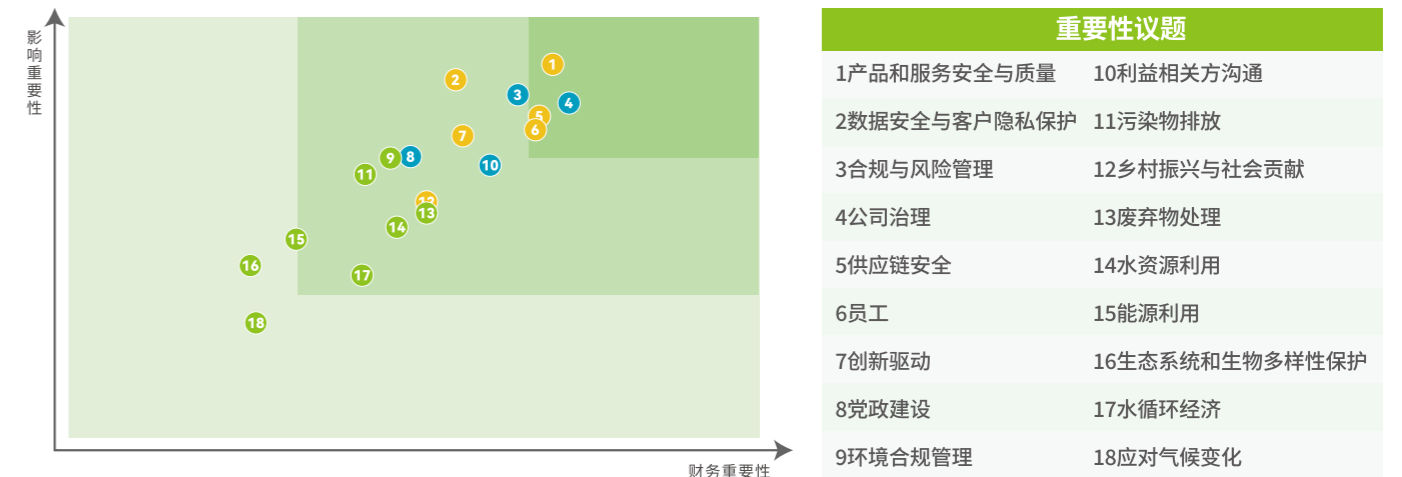 影响重要性
1
2
3
4
5
6
7
8
9
10
11
12
13
14
15
16
17
18
财务重要性
重要性议题
1产品和服务安全与质量
10利益相关方沟通
2数据安全与客户隐私保护
11污染物排放
3合规与风险管理
12乡村振兴与社会贡献
4公司治理
13废弃物处理
5供应链安全
14水资源利用
6员工
15能源利用
7创新驱动
16生态系统和生物多样性保护
8党政建设
17水循环经济
9环境合规管理
18应对气候变化